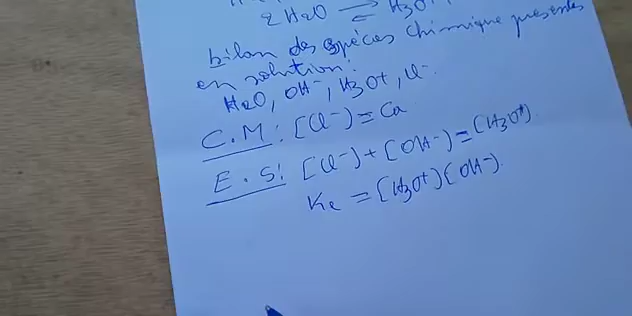 2H2O ⇌ H3O+
bilan des espèces chimique présentes
en solution:
H2O, OH-, H3O+, Cl-
C.M: [Cl-] = Ca
E.S: [Cl-] + [OH-] = [H3O+]
Ke = [H3O+][OH-]